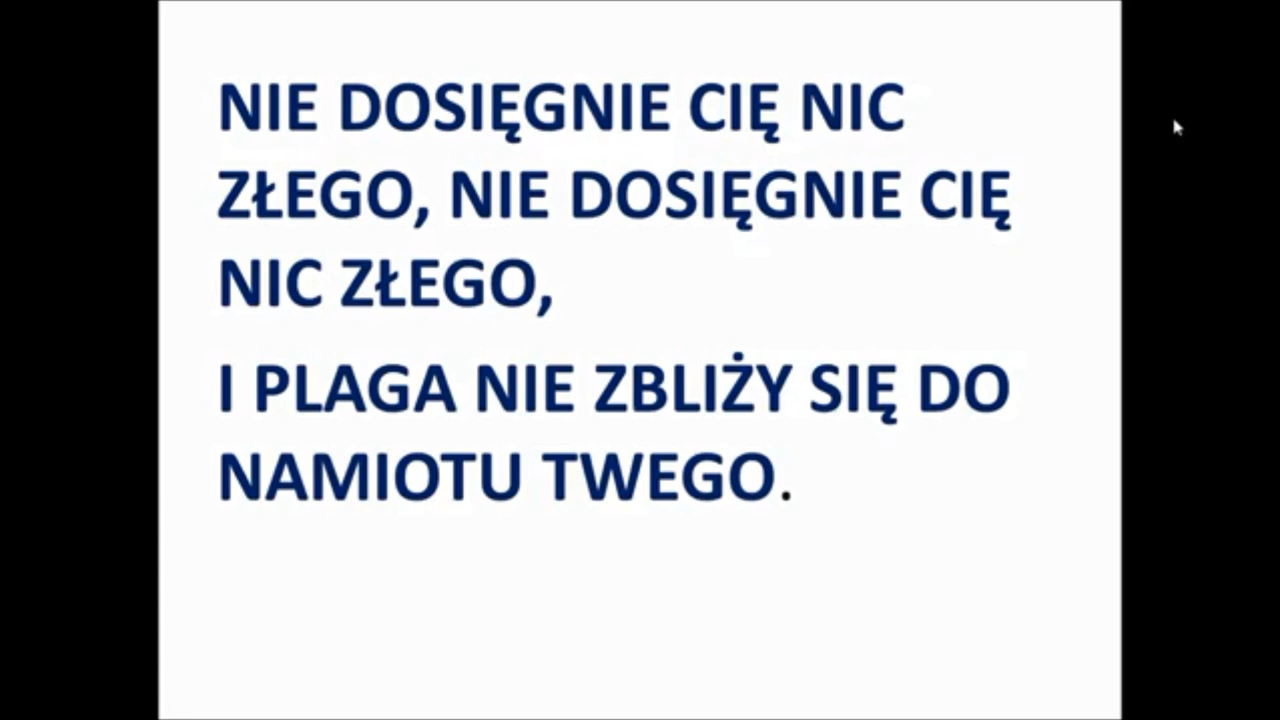 NIE DOSIĘGNIE CIĘ NIC
ZŁEGO, NIE DOSIĘGNIE CIĘ
NIC ZŁEGO,
I PLAGA NIE ZBLIŻY SIĘ DO
NAMIOTU TWEGO.